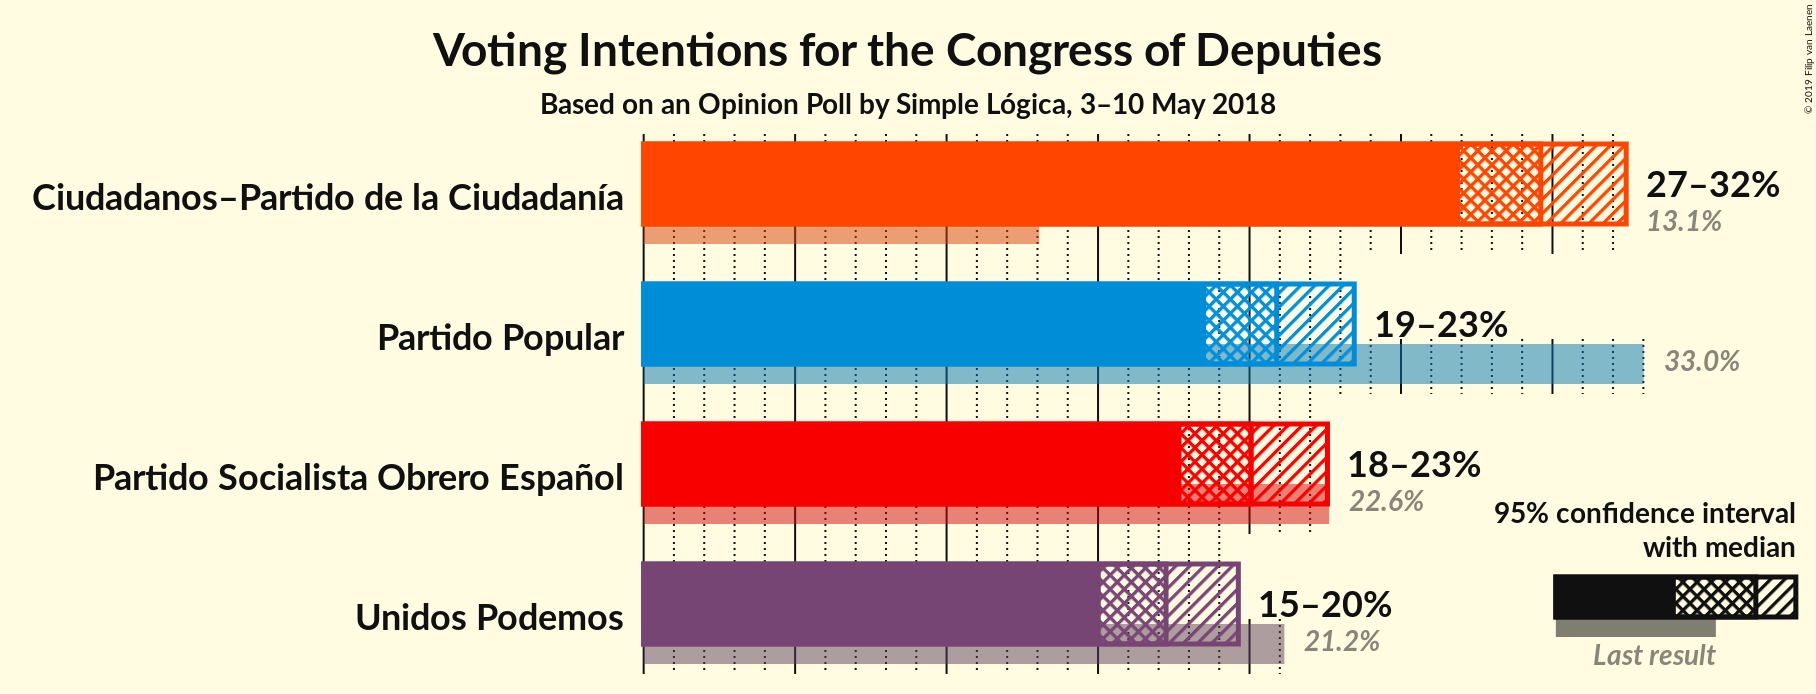 Voting Intentions for the Congress of Deputies
Based on an Opinion Poll by Simple Lógica, 3–10 May 2018
© 2019 Filip van Laenen
Ciudadanos–Partido de la Ciudadanía
27–32%
13.1%
Partido Popular
19–23%
33.0%
Partido Socialista Obrero Español
18–23%
22.6%
Unidos Podemos
15–20%
21.2%
95% confidence interval
with median
Last result